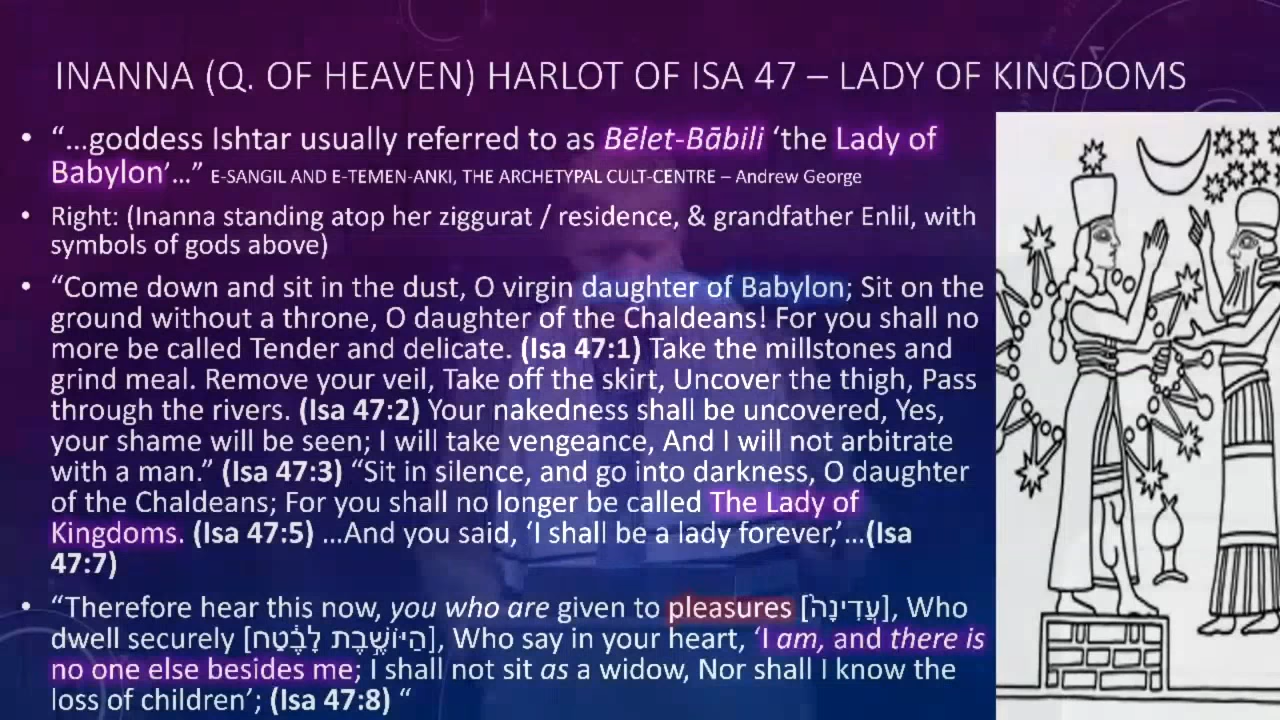 INANNA (Q. OF HEAVEN) HARLOT OF ISA 47 – LADY OF KINGDOMS
• “…goddess Ishtar usually referred to as Bēlet-Bābili ‘the Lady of
Babylon’…” E-SANGIL AND E-TEMEN-ANKI, THE ARCHETYPAL CULT-CENTRE – Andrew George
• Right: (Inanna standing atop her ziggurat / residence, & grandfather Enlil, with
symbols of gods above)
• “Come down and sit in the dust, O virgin daughter of Babylon; Sit on the
ground without a throne, O daughter of the Chaldeans! For you shall no
more be called Tender and delicate. (Isa 47:1) Take the millstones and
grind meal. Remove your veil, Take off the skirt, Uncover the thigh, Pass
through the rivers. (Isa 47:2) Your nakedness shall be uncovered, Yes,
your shame will be seen; I will take vengeance, And I will not arbitrate
with a man.” (Isa 47:3) “Sit in silence, and go into darkness, O daughter
of the Chaldeans; For you shall no longer be called The Lady of
Kingdoms. (Isa 47:5) …And you said, ‘I shall be a lady forever,’…(Isa
47:7)
• “Therefore hear this now, you who are given to pleasures [עֲדִינָה֙], Who
dwell securely [הַיּוֹשֶׁ֣בֶת לָבֶ֔טַח], Who say in your heart, ‘I am, and there is
no one else besides me; I shall not sit as a widow, Nor shall I know the
loss of children’; (Isa 47:8) “